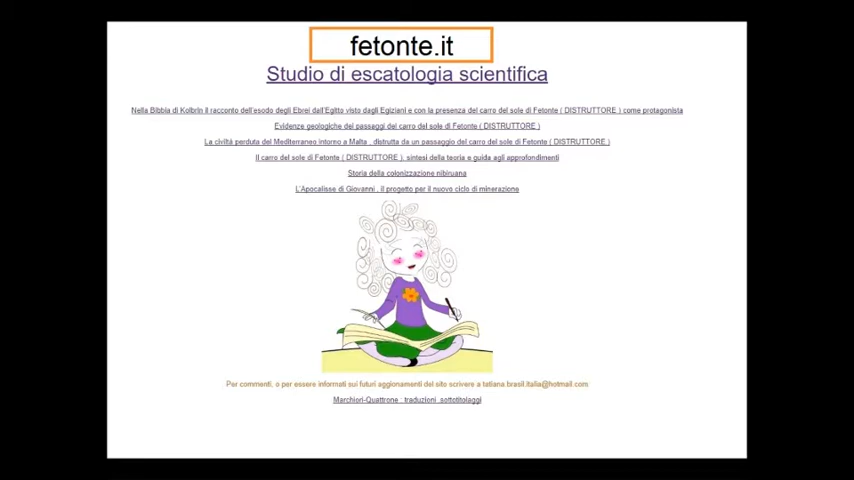 fetonte.it
Studio di escatologia scientifica
Nella Bibbia di Kolbrin il racconto dell'esodo degli Ebrei dall'Egitto visto dagli Egiziani e con la presenza del carro del sole di Fetonte ( DISTRUTTORE ) come protagonista
Evidenze geologiche dei passaggi del carro del sole di Fetonte ( DISTRUTTORE )
La civiltà perduta del Mediterraneo intorno a Malta , distrutta da un passaggio del carro del sole di Fetonte ( DISTRUTTORE )
Il carro del sole di Fetonte ( DISTRUTTORE ): sintesi della teoria e guida agli approfondimenti
Storia della colonizzazione nibiruana
L'Apocalisse di Giovanni , il progetto per il nuovo ciclo di minerazione
Per commenti, o per essere informati sui futuri aggionamenti del sito scrivere a tatiana.brasil.italia@hotmail.com
Marchiori-Quattrone : traduzioni ,sottotitolaggi